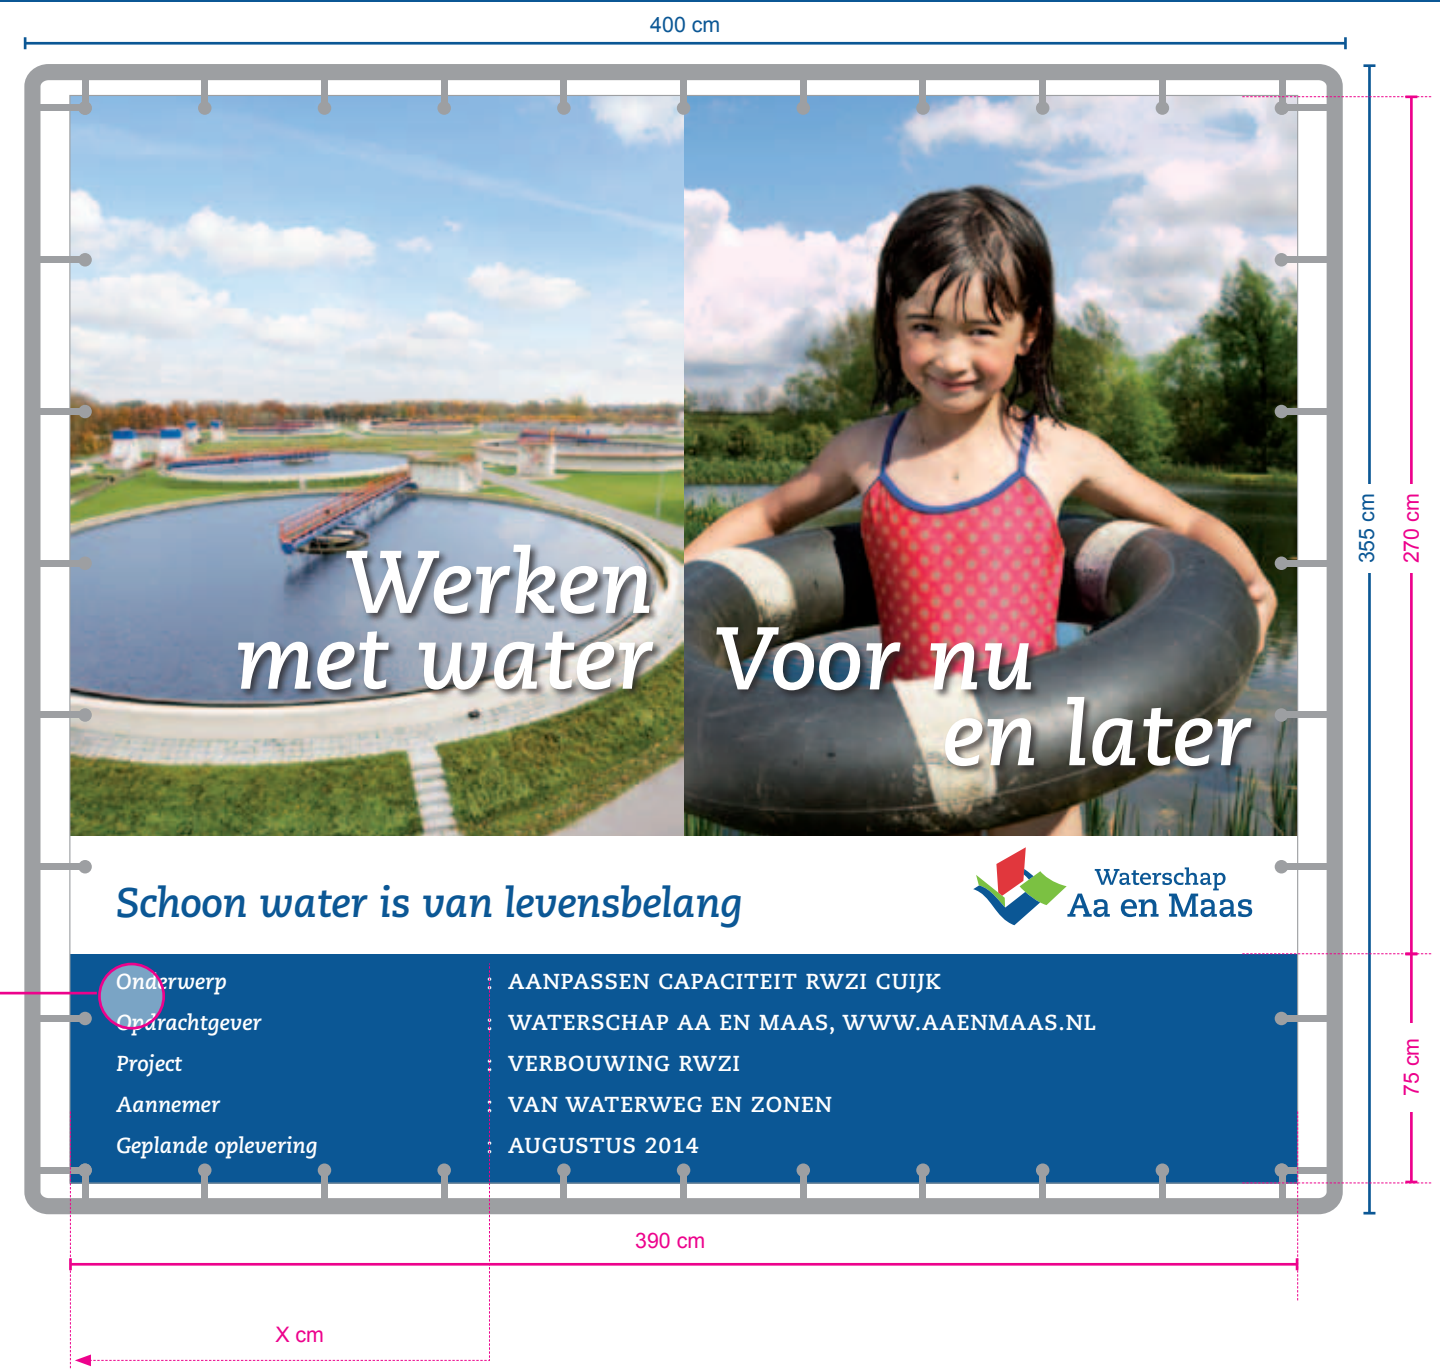 400 cm
Werken
met water
Voor nu
en later
355 cm
270 cm
Schoon water is van levensbelang
Waterschap
Aa en Maas
Onderwerp : AANPASSEN CAPACITEIT RWZI CUIJK
Opdrachtgever : WATERSCHAP AA EN MAAS, WWW.AAENMAAS.NL
Project : VERBOUWING RWZI
Aannemer : VAN WATERWEG EN ZONEN
Geplande oplevering : AUGUSTUS 2014
75 cm
390 cm
X cm